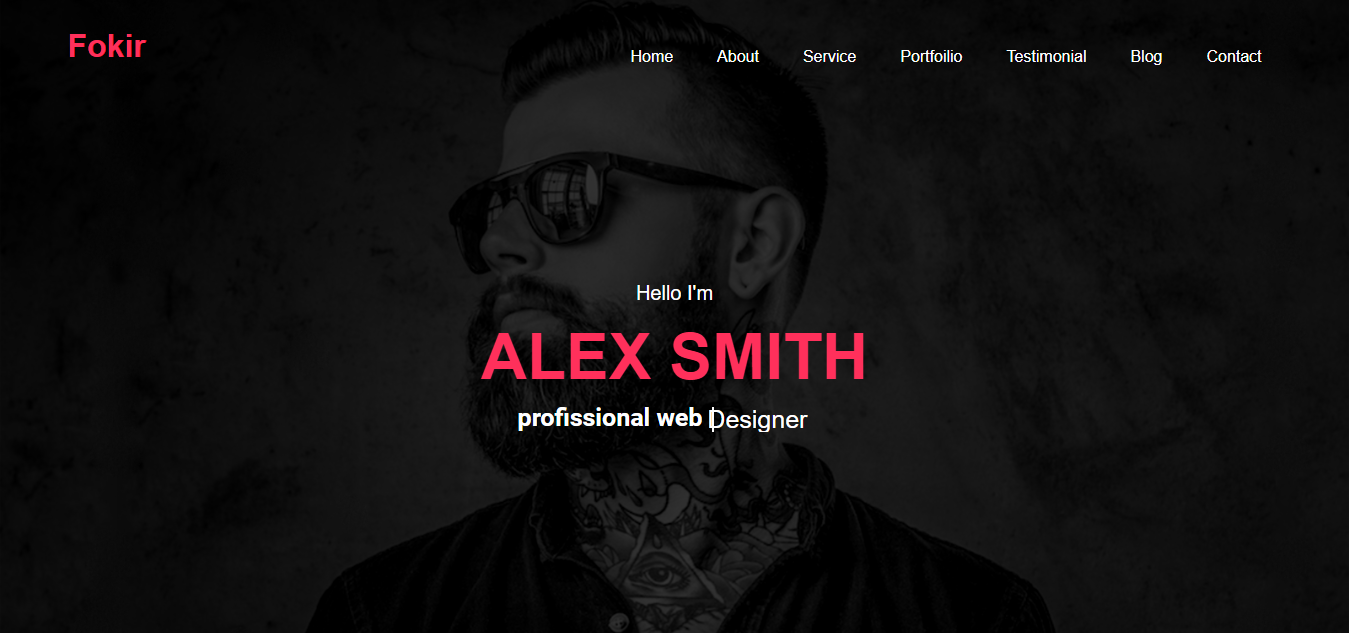 Fokir
Home About Service Portfoilio Testimonial Blog Contact
Hello I'm
ALEX SMITH
profissional web Designer